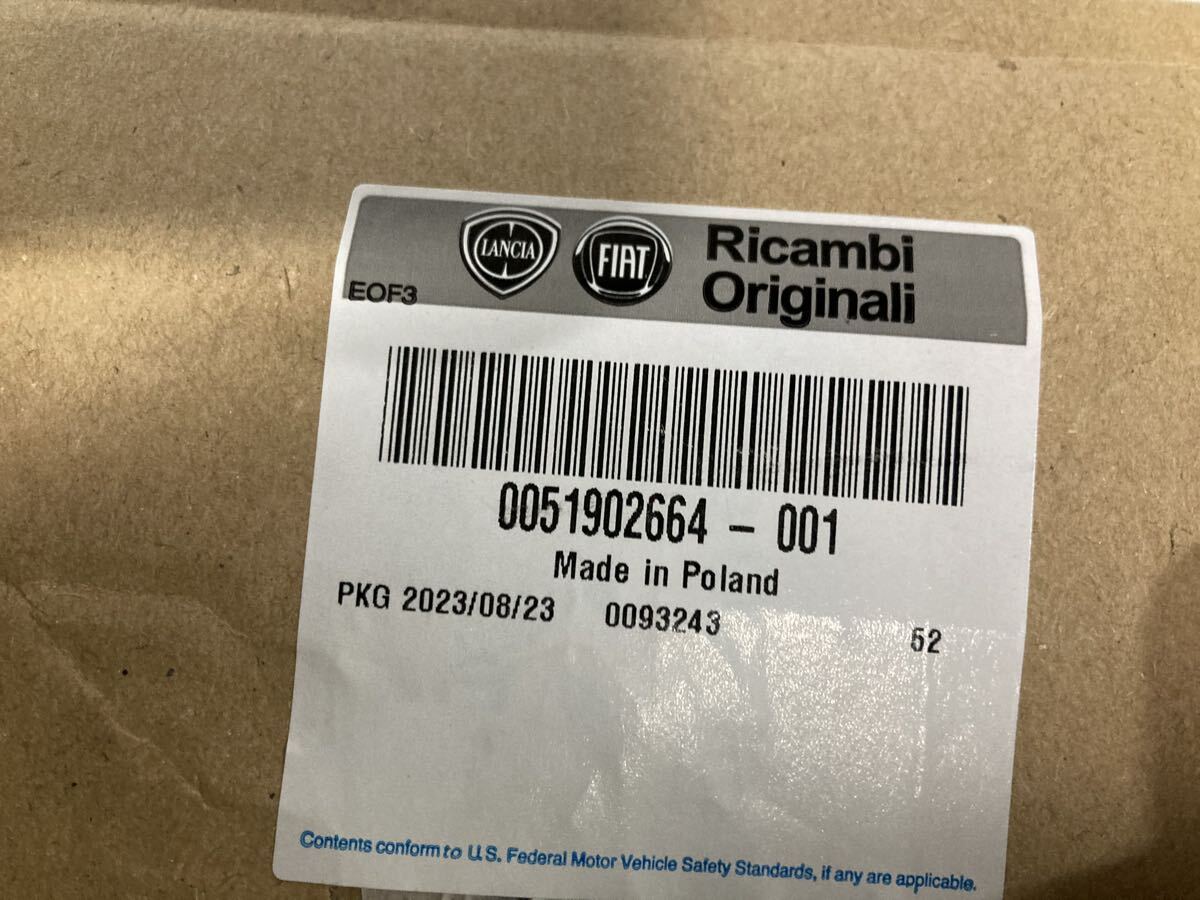 LANCIA
FIAT
Ricambi
Originali
EOF3
0051902664 - 001
Made in Poland
PKG 2023/08/23 0093243 52
Contents conform to U.S. Federal Motor Vehicle Safety Standards, if any are applicable.